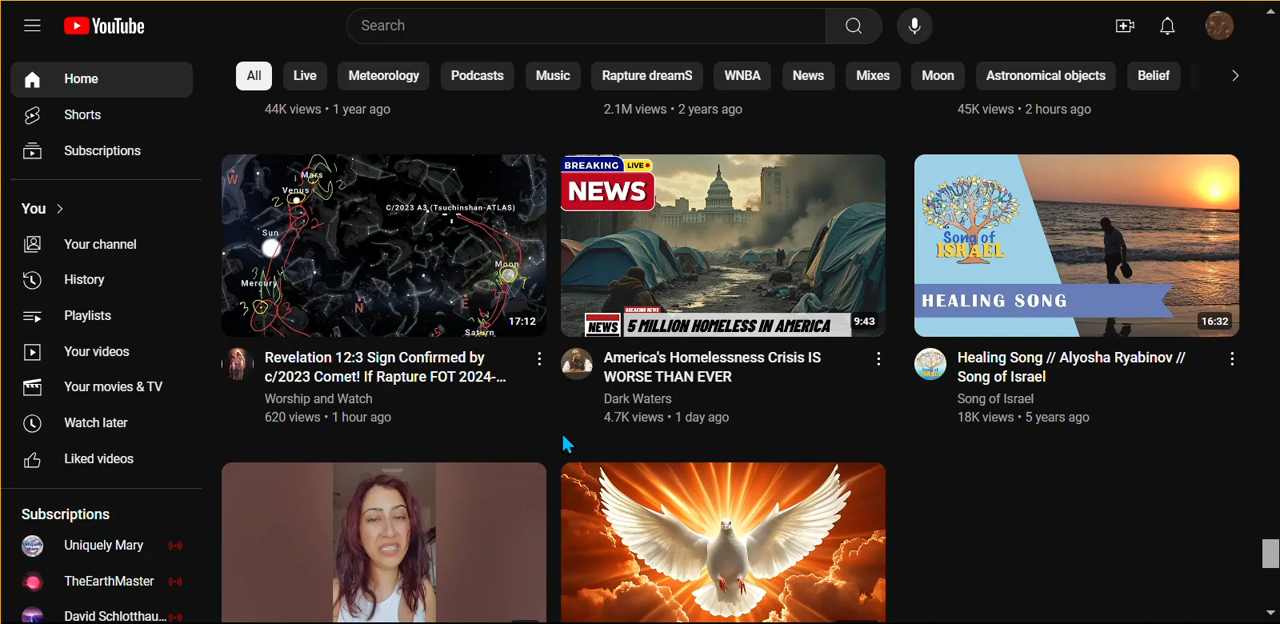 YouTube
Search
Home
Shorts
Subscriptions
You
Your channel
History
Playlists
Your videos
Your movies & TV
Watch later
Liked videos
Subscriptions
Uniquely Mary
TheEarthMaster
David Schlotthau...
All
Live
Meteorology
Podcasts
Music
Rapture dreamS
WNBA
News
Mixes
Moon
Astronomical objects
Belief
44K views • 1 year ago
2.1M views • 2 years ago
45K views • 2 hours ago
W
Mars
Venus
C/2023 A3 (Tsuchinshan-ATLAS)
Sun
Moon
Mercury
N
E
Saturn
17:12
Revelation 12:3 Sign Confirmed by
c/2023 Comet! If Rapture FOT 2024-...
Worship and Watch
620 views • 1 hour ago
BREAKING LIVE
NEWS
BREAKING NEWS
NEWS 5 MILLION HOMELESS IN AMERICA
9:43
America's Homelessness Crisis IS
WORSE THAN EVER
Dark Waters
4.7K views • 1 day ago
Song of
ISRAEL
HEALING SONG
16:32
Healing Song // Alyosha Ryabinov //
Song of Israel
Song of Israel
18K views • 5 years ago